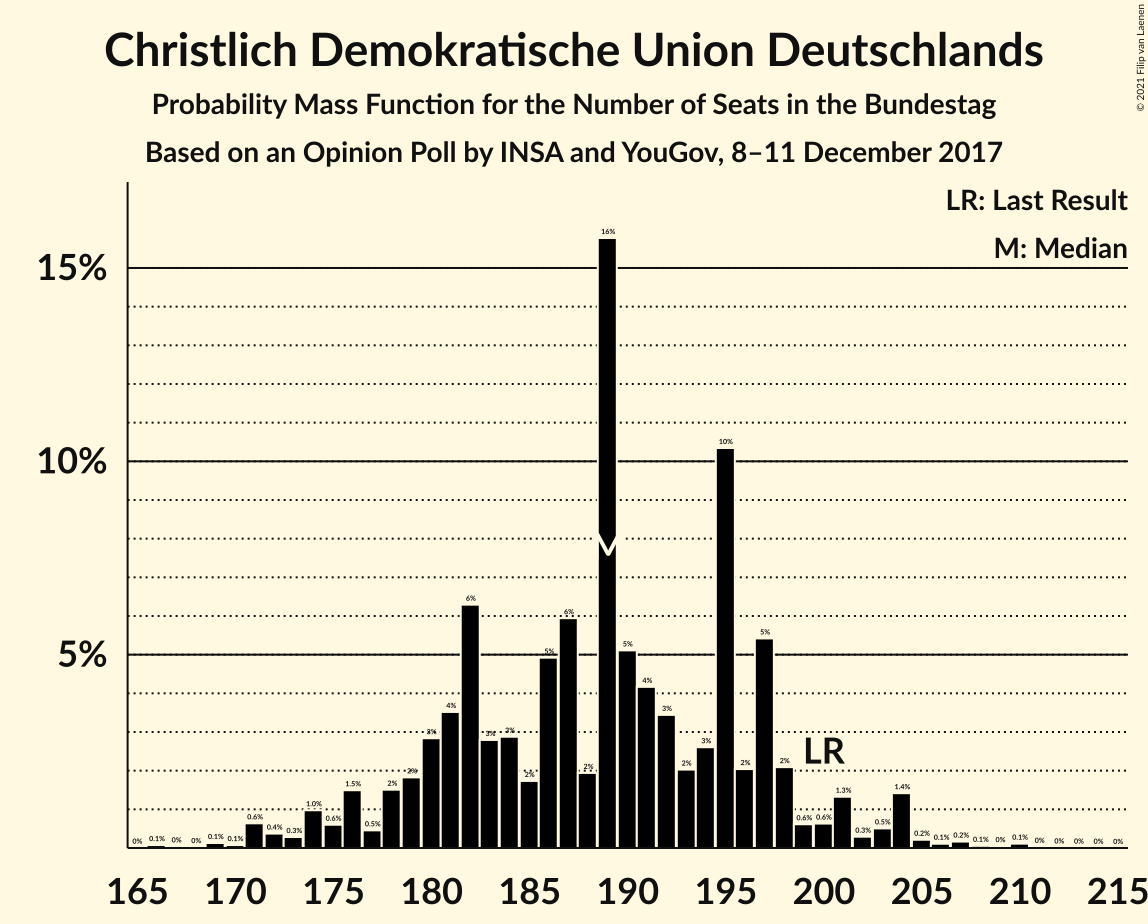 Christlich Demokratische Union Deutschlands
Probability Mass Function for the Number of Seats in the Bundestag
Based on an Opinion Poll by INSA and YouGov, 8–11 December 2017
© 2021 Filip van Laenen
LR: Last Result
M: Median
15%
10%
5%
0% 0.1% 0% 0% 0.1% 0.1% 0.6% 0.4% 0.3% 1.0% 0.6% 1.5% 0.5% 2% 2% 3% 4% 6% 3% 3% 2% 5% 6% 2% 16% 5% 4% 3% 2% 3% 10% 2% 5% 2% 0.6% 0.6% 1.3% 0.3% 0.5% 1.4% 0.2% 0.1% 0.2% 0.1% 0% 0.1% 0% 0% 0% 0% 0%
LR
165 170 175 180 185 190 195 200 205 210 215